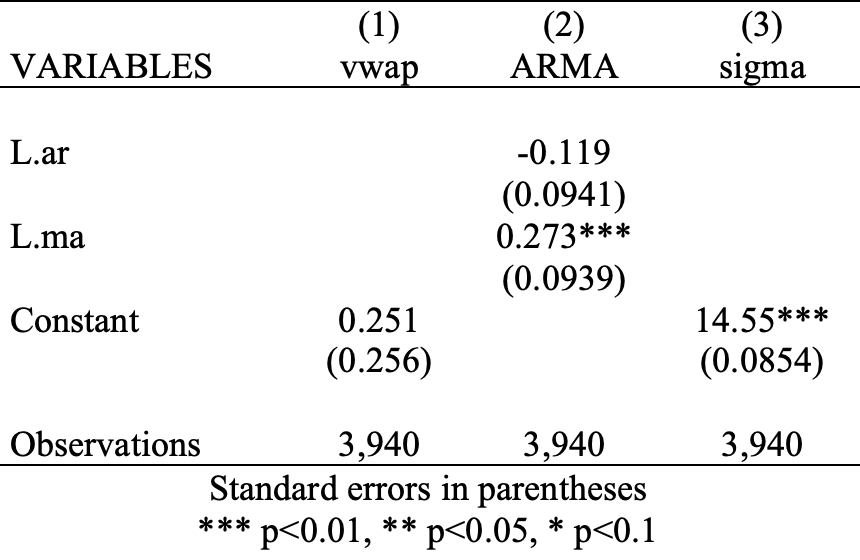 (1) (2) (3)
VARIABLES vwap ARMA sigma
L.ar -0.119
(0.0941)
L.ma 0.273***
(0.0939)
Constant 0.251 14.55***
(0.256) (0.0854)
Observations 3,940 3,940 3,940
Standard errors in parentheses
*** p<0.01, ** p<0.05, * p<0.1